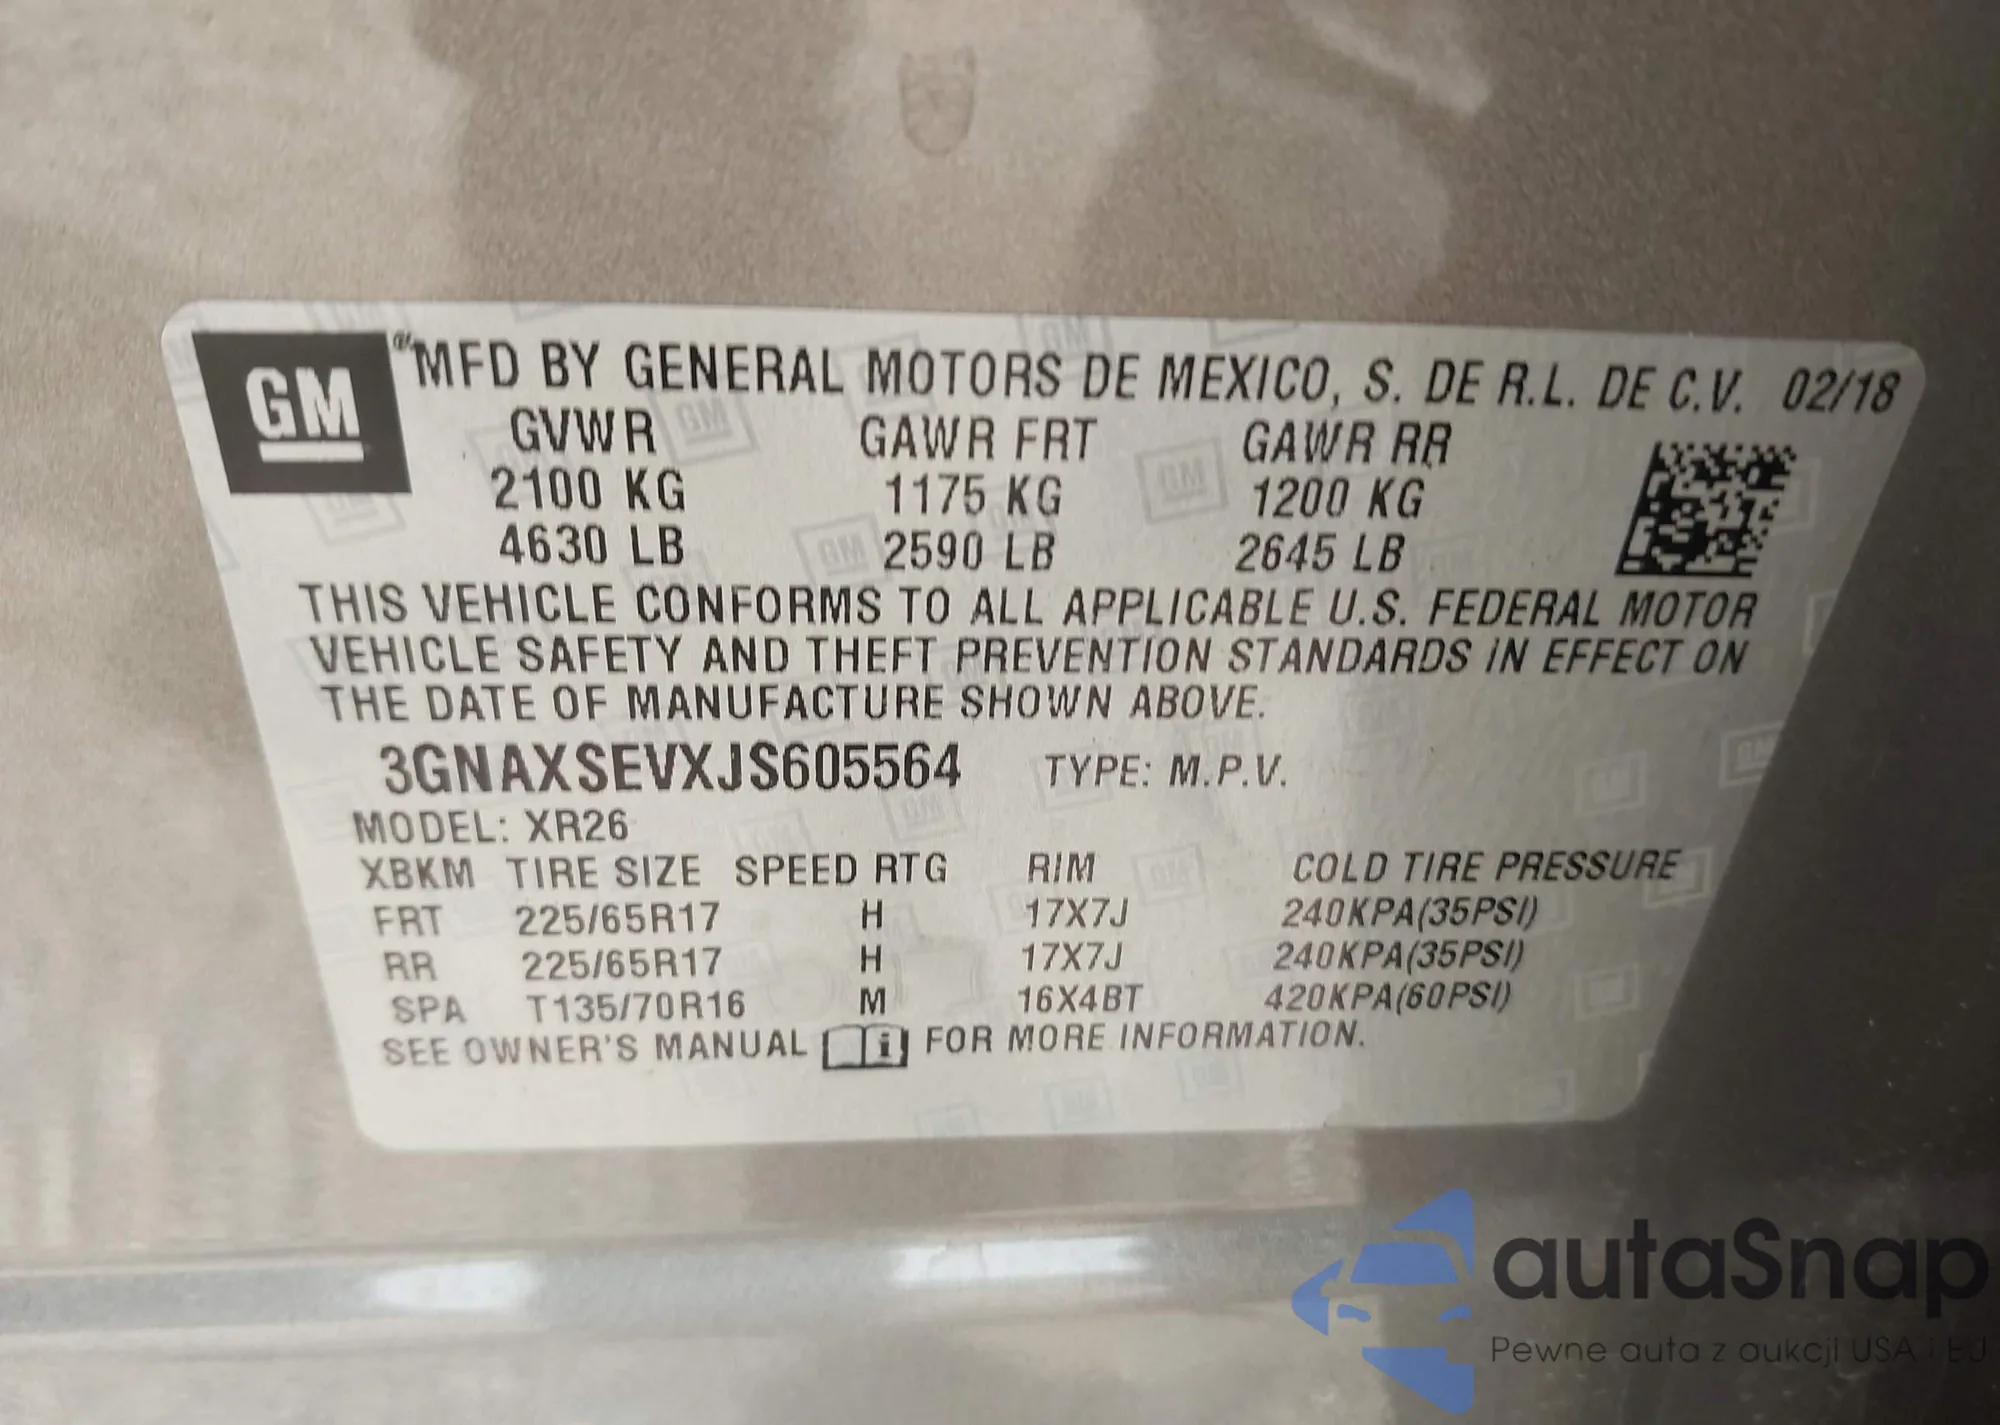 GM
MFD BY GENERAL MOTORS DE MEXICO, S. DE R.L. DE C.V. 02/18
GVWR GAWR FRT GAWR RR
2100 KG 1175 KG 1200 KG
4630 LB 2590 LB 2645 LB
THIS VEHICLE CONFORMS TO ALL APPLICABLE U.S. FEDERAL MOTOR
VEHICLE SAFETY AND THEFT PREVENTION STANDARDS IN EFFECT ON
THE DATE OF MANUFACTURE SHOWN ABOVE.
3GNAXSEVXJS605564 TYPE: M.P.V.
MODEL: XR26
XBKM TIRE SIZE SPEED RTG RIM COLD TIRE PRESSURE
FRT 225/65R17 H 17X7J 240KPA(35PSI)
RR 225/65R17 H 17X7J 240KPA(35PSI)
SPA T135/70R16 M 16X4BT 420KPA(60PSI)
SEE OWNER'S MANUAL i FOR MORE INFORMATION.
autaSnap
Pewne auta z aukcji USA i EU